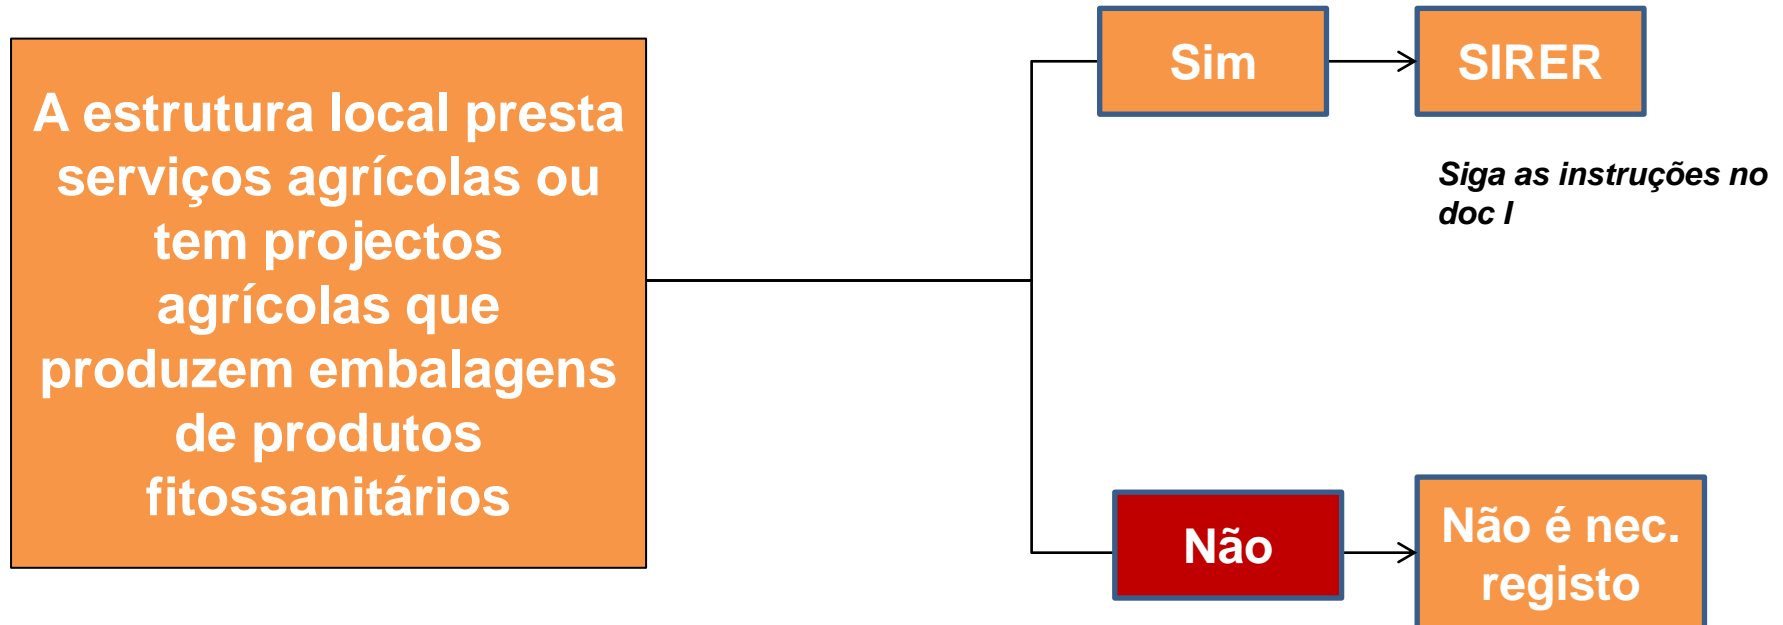 A estrutura local presta
serviços agrícolas ou
tem projectos
agrícolas que
produzem embalagens
de produtos
fitossanitários
Sim
SIRER
Siga as instruções no
doc I
Não
Não é nec.
registo